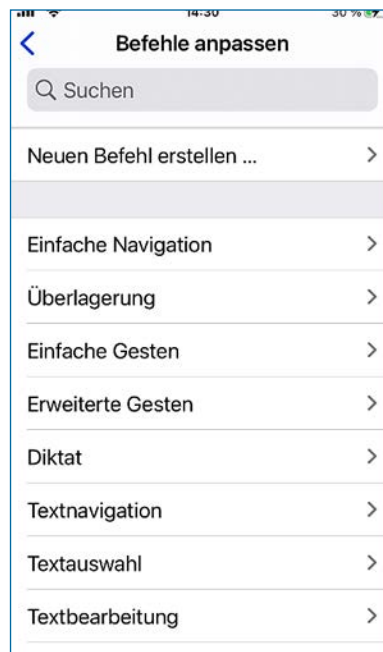 14:30 30 %
Befehle anpassen
Suchen
Neuen Befehl erstellen ...
Einfache Navigation
Überlagerung
Einfache Gesten
Erweiterte Gesten
Diktat
Textnavigation
Textauswahl
Textbearbeitung